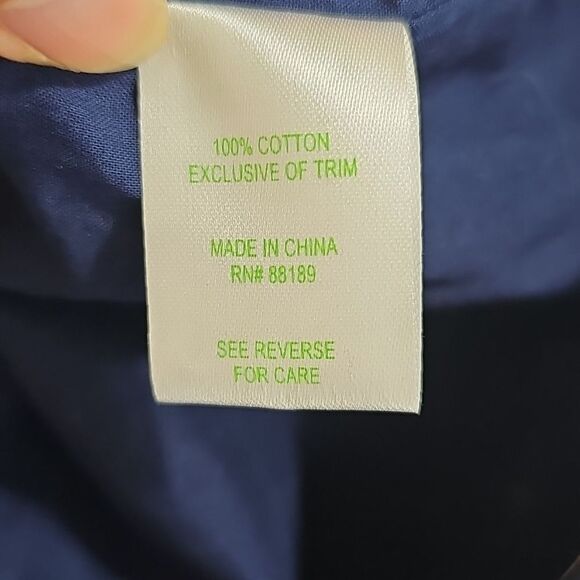 100% COTTON
EXCLUSIVE OF TRIM
MADE IN CHINA
RN# 88189
SEE REVERSE
FOR CARE